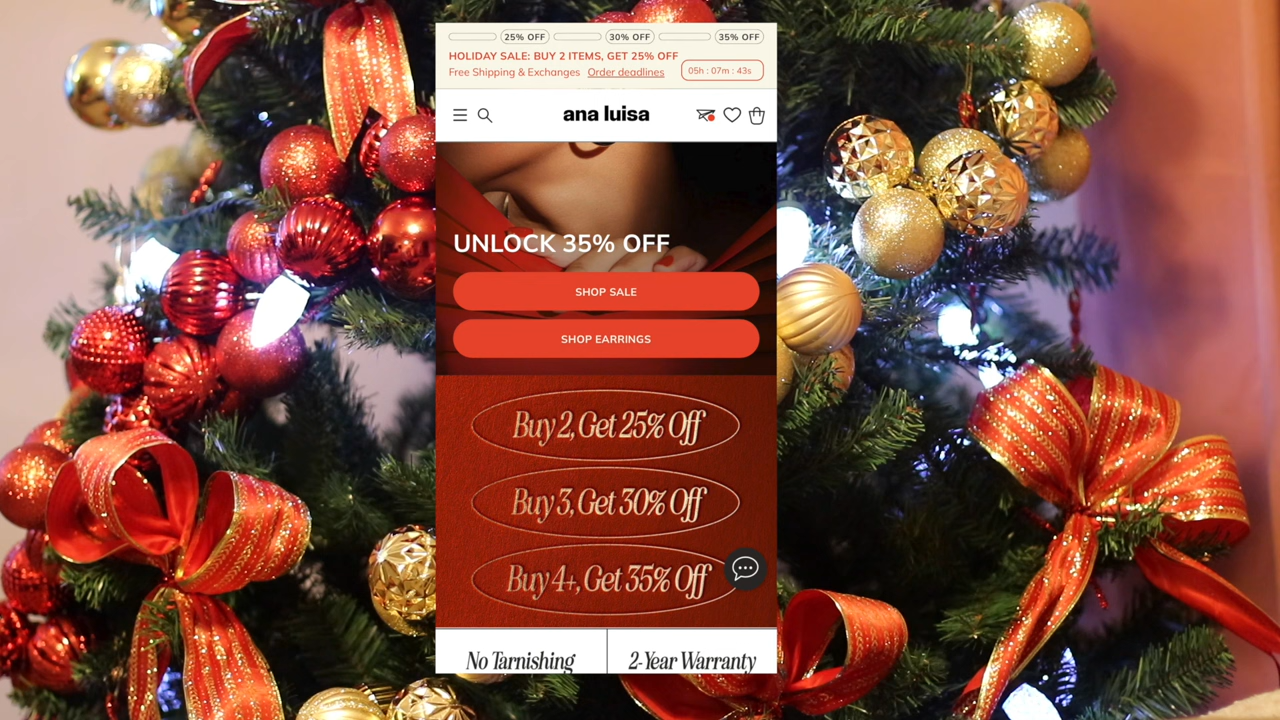 25% OFF 30% OFF 35% OFF
HOLIDAY SALE: BUY 2 ITEMS, GET 25% OFF
Free Shipping & Exchanges Order deadlines 05h : 07m : 43s
ana luisa
UNLOCK 35% OFF
SHOP SALE
SHOP EARRINGS
Buy 2, Get 25% Off
Buy 3, Get 30% Off
Buy 4+, Get 35% Off
No Tarnishing 2-Year Warranty